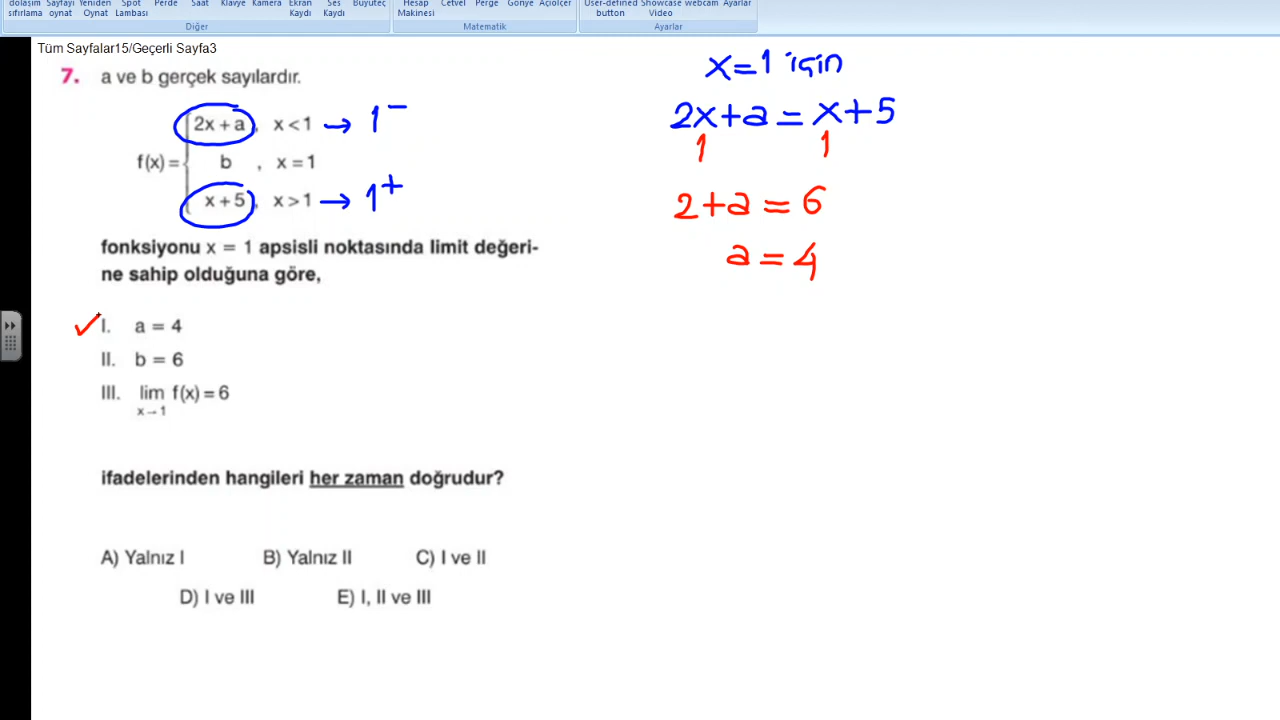 dolaşım Sayfayı Yeniden Spot Perde Saat Klavye Kamera Ekran Ses Büyüteç
sıfırlama oynat Oynat Lambası Kaydı Kaydı
Diğer
Hesap Cetvel Perge Gönye Açıölçer
Makinesi
Matematik
User-defined Showcase webcam Ayarlar
button Video
Ayarlar
Tüm Sayfalar15/Geçerli Sayfa3
7. a ve b gerçek sayılardır.
2x + a , x < 1 → 1⁻
f(x) = b , x = 1
x + 5 , x > 1 → 1⁺
fonksiyonu x = 1 apsisli noktasında limit değeri-
ne sahip olduğuna göre,
✓ I. a = 4
II. b = 6
III. lim f(x) = 6
x→1
ifadelerinden hangileri her zaman doğrudur?
A) Yalnız I B) Yalnız II C) I ve II
D) I ve III E) I, II ve III
x=1 için
2x+a = x+5
1 1
2+a = 6
a = 4